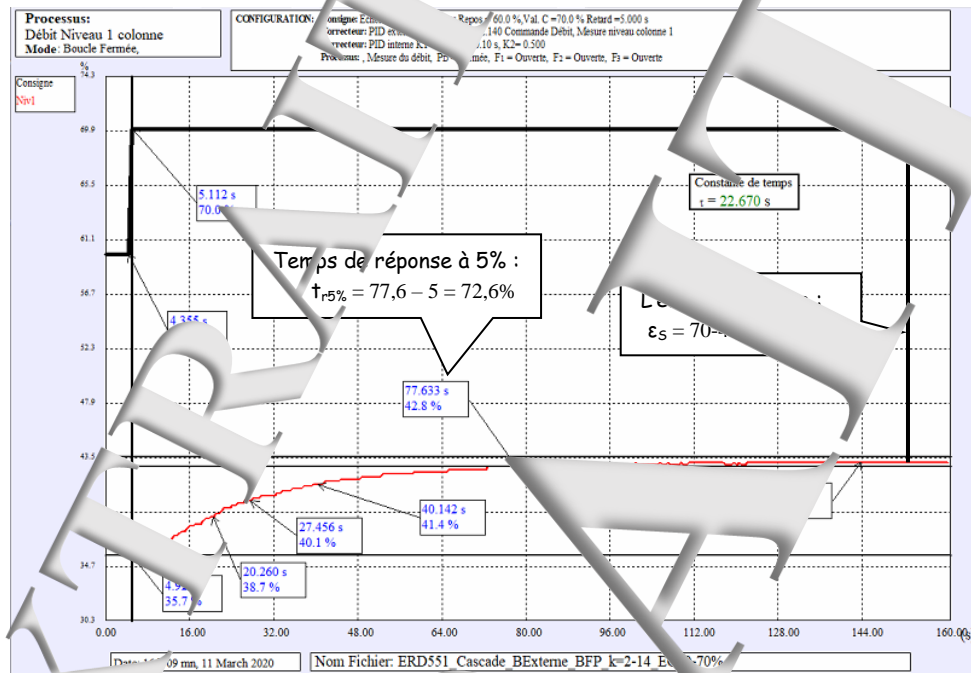 Processus:
Débit Niveau 1 colonne
Mode: Boucle Fermée,
CONFIGURATION: Consigne: Repos 60.0 %, Val. C =70.0 % Retard =5.000 s
Correcteur: PID .140 Commande Débit, Mesure niveau colonne 1
PID interne 0.10 s, K2= 0.500
Processus: , Mesure du débit, F1 = Ouverte, F2 = Ouverte, F3 = Ouverte
Consigne
Niv1
%
74.3
69.9
65.5
61.1
56.7
52.3
47.9
43.5
34.7
30.3
5.112 s
70.0
Constante de temps
τ = 22.670 s
Temps de réponse à 5% :
tr5% = 77,6 – 5 = 72,6%
εS = 70-
4.355 s
77.633 s
42.8 %
40.142 s
41.4 %
27.456 s
40.1 %
20.260 s
38.7 %
35.7 %
0.00 16.00 32.00 48.00 64.00 80.00 96.00 112.00 128.00 144.00 160.00 (s)
Date: 09 mn, 11 March 2020
Nom Fichier: ERD551_Cascade_BExterne_BFP_k=2-14_